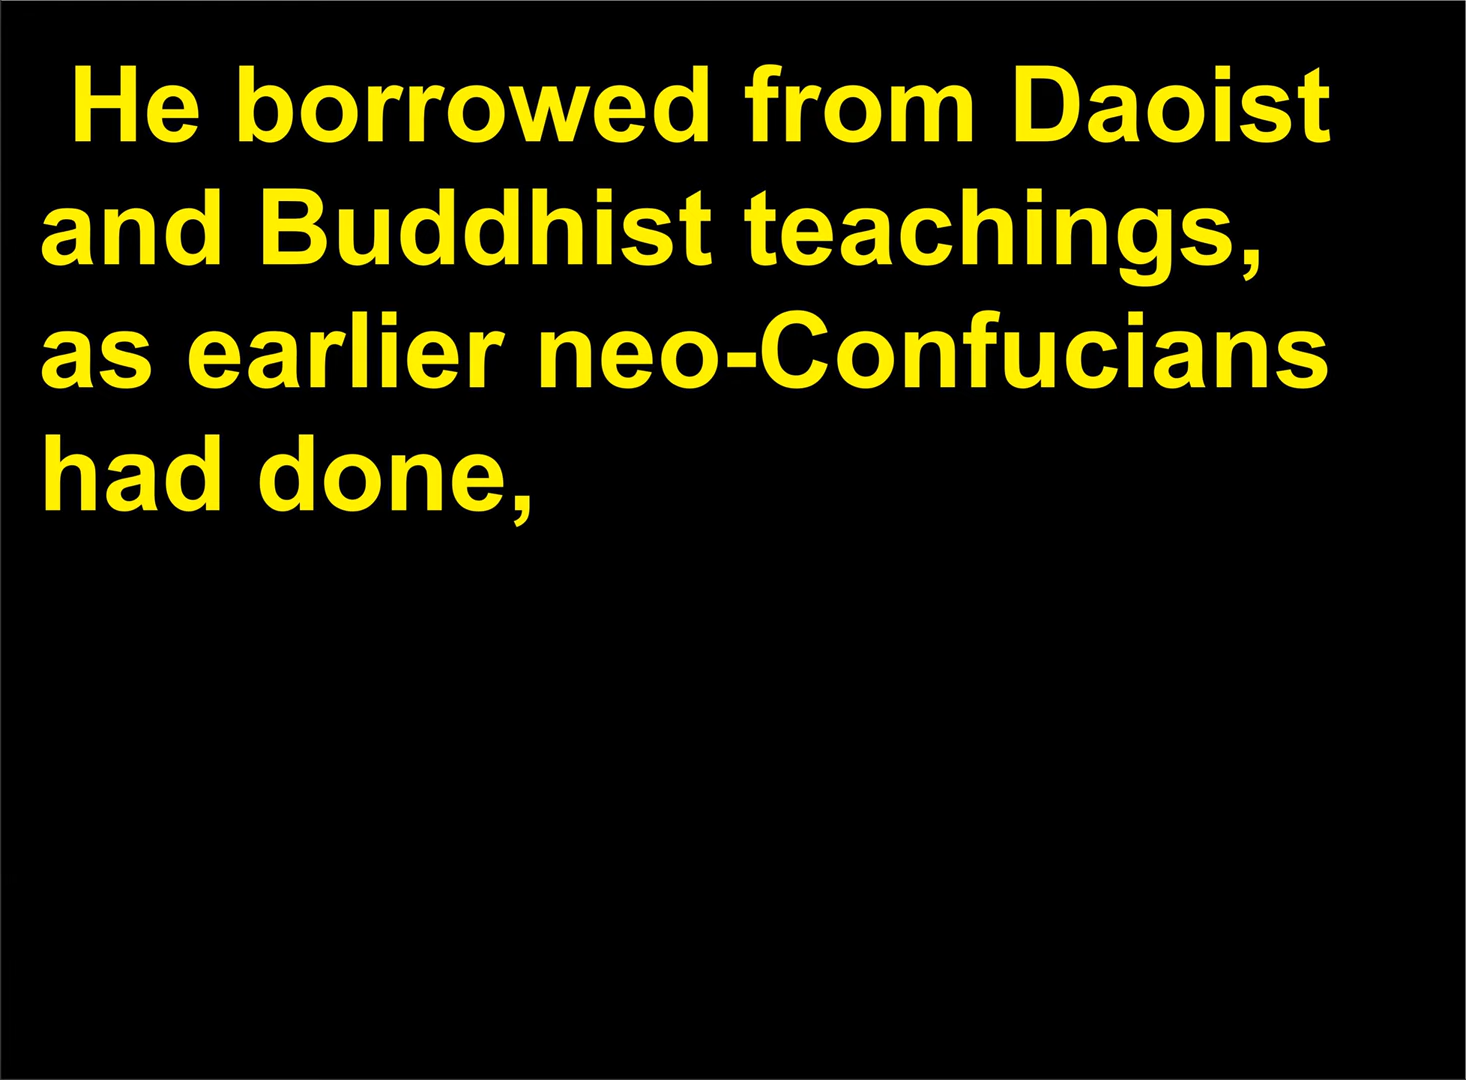 He borrowed from Daoist
and Buddhist teachings,
as earlier neo-Confucians
had done,